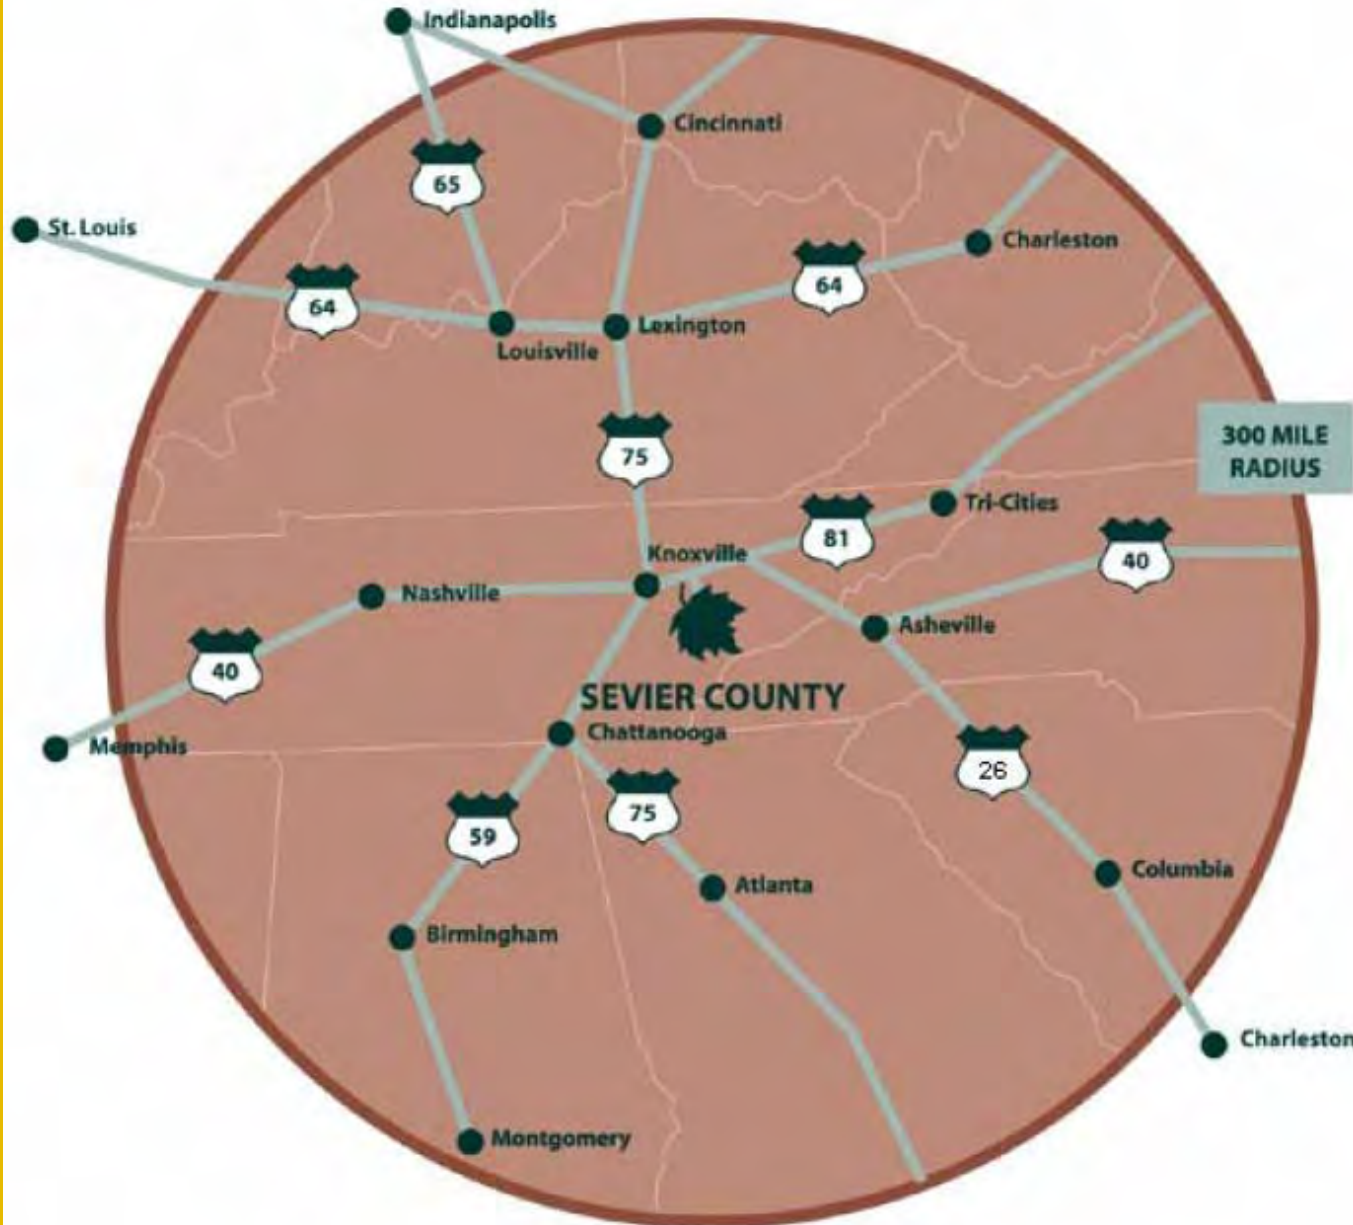 Indianapolis
Cincinnati
65
St. Louis
Charleston
64
64
Lexington
Louisville
300 MILE
RADIUS
75
Tri-Cities
81
Knoxville
40
Nashville
Asheville
40
SEVIER COUNTY
Chattanooga
Memphis
26
75
59
Columbia
Atlanta
Birmingham
Charleston
Montgomery